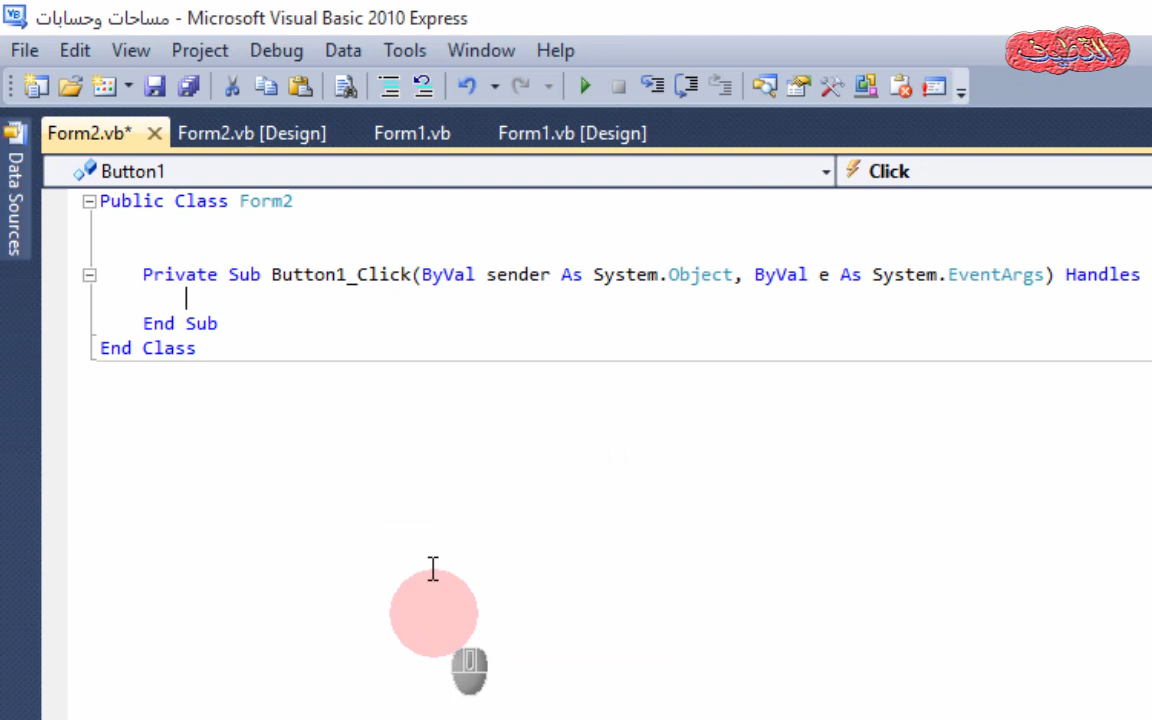 مساحات وحسابات - Microsoft Visual Basic 2010 Express
File Edit View Project Debug Data Tools Window Help
Form2.vb* Form2.vb [Design] Form1.vb Form1.vb [Design]
Data Sources
Button1 Click
Public Class Form2
Private Sub Button1_Click(ByVal sender As System.Object, ByVal e As System.EventArgs) Handles
End Sub
End Class